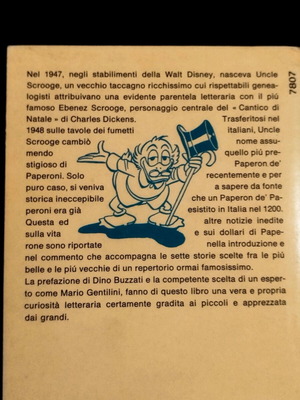 Nel 1947, negli stabilimenti della Walt Disney, nasceva Uncle
Scrooge, un vecchio taccagno ricchissimo cui rispettabili genea-
logisti attribuivano una evidente parentela letteraria con il più
famoso Ebenez Scrooge, personaggio centrale del « Cantico di
Natale » di Charles Dickens. Trasferitosi nel
1948 sulle tavole dei fumetti italiani, Uncle
Scrooge cambiò nome assu-
mendo quello più pre-
stigioso di Paperon de'
Paperoni. Solo recentemente e per
puro caso, si veniva a sapere da fonte
storica ineccepibile che un Paperon de' Pa-
peroni era già esistito in Italia nel 1200.
Questa ed altre notizie inedite
sulla vita e sui dollari di Pape-
rone sono riportate nella introduzione e
nel commento che accompagna le sette storie scelte fra le più
belle e le più vecchie di un repertorio ormai famosissimo.
La prefazione di Dino Buzzati e la competente scelta di un esper-
to come Mario Gentilini, fanno di questo libro una vera e propria
curiosità letteraria certamente gradita ai piccoli e apprezzata
dai grandi.
7807